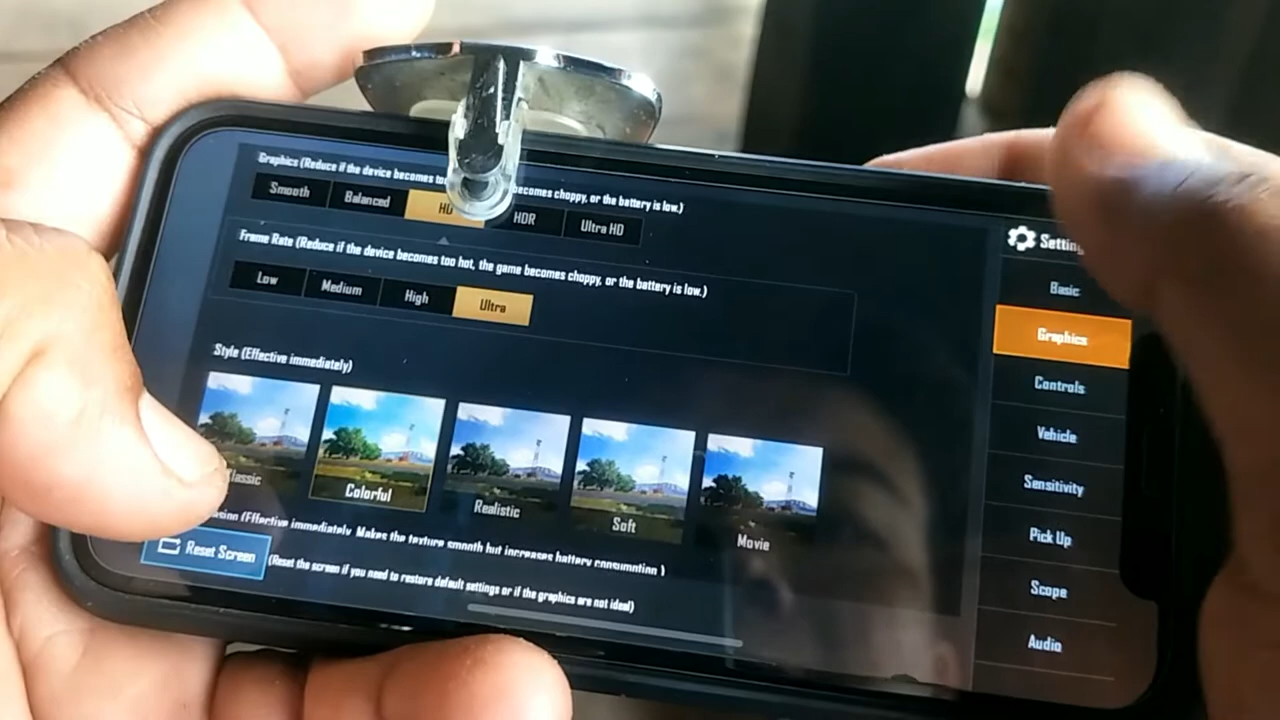 Graphics (Reduce if the device becomes too becomes choppy, or the battery is low.)
Smooth Balanced HD HDR Ultra HD
Frame Rate (Reduce if the device becomes too hot, the game becomes choppy, or the battery is low.)
Low Medium High Ultra
Style (Effective immediately)
Colorful Realistic Soft Movie
(Effective immediately. Makes the texture smooth but increases battery consumption.)
Reset Screen (Reset the screen if you need to restore default settings or if the graphics are not ideal)
Basic
Graphics
Controls
Vehicle
Sensitivity
Pick Up
Scope
Audio